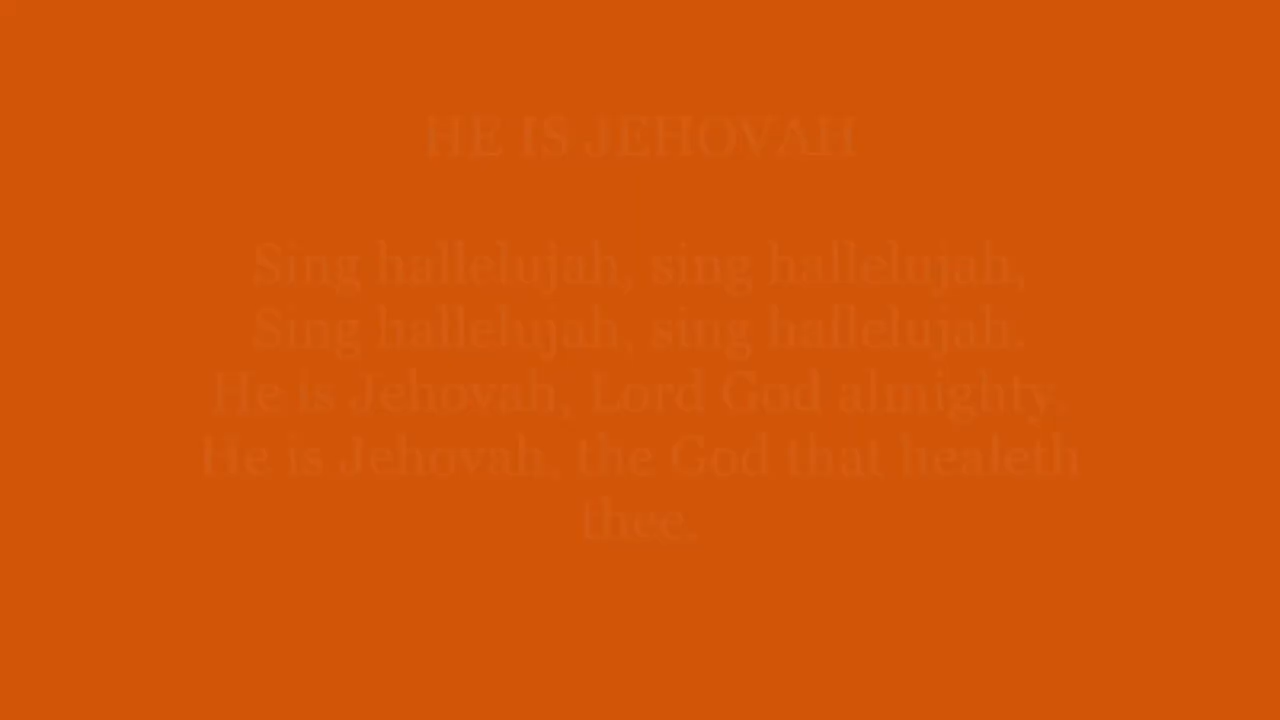 HE IS JEHOVAH
Sing hallelujah, sing hallelujah,
Sing hallelujah, sing hallelujah.
He is Jehovah, Lord God almighty.
He is Jehovah, the God that healeth
thee.